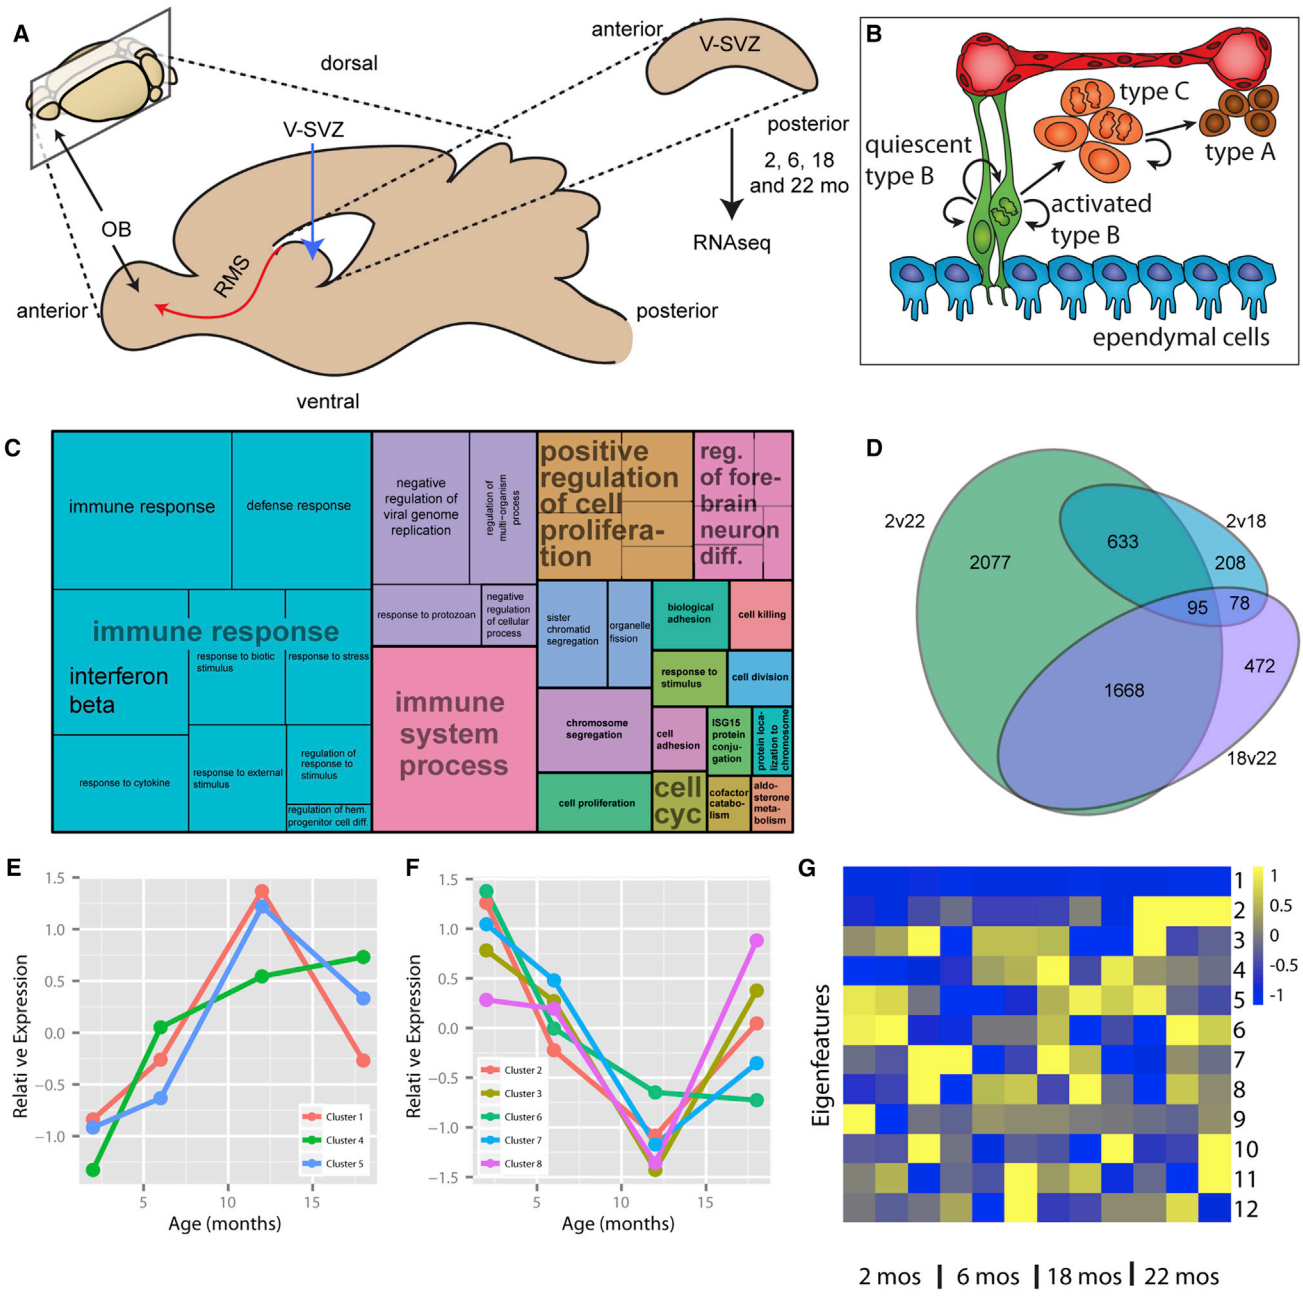 A
anterior
V-SVZ
dorsal
V-SVZ
posterior
2, 6, 18
and 22 mo
RNAseq
OB
RMS
anterior
posterior
ventral
B
type C
type A
quiescent
type B
activated
type B
ependymal cells
C
immune response
defense response
immune response
interferon
beta
response to biotic
stimulus
response to stress
response to cytokine
response to external
stimulus
regulation of
response to
stimulus
regulation of hem.
progenitor cell diff.
negative
regulation of
viral genome
replication
regulation of
multi-organism
process
response to protozoan
negative
regulation
of cellular
process
immune
system
process
positive
regulation
of cell
prolifera-
tion
reg.
of fore-
brain
neuron
diff.
sister
chromatid
segregation
organelle
fission
biological
adhesion
cell killing
response to
stimulus
cell division
chromosome
segregation
cell
adhesion
ISG15
protein
conju-
gation
protein loca-
lization to
chromosome
cell proliferation
cell
cyc
cofactor
catabo-
lism
aldo-
sterone
meta-
bolism
D
2v22
2v18
2077
633
208
95
78
1668
472
18v22
E
Relati ve Expression
1.5
1.0
0.5
0.0
−0.5
−1.0
Cluster 1
Cluster 4
Cluster 5
5
10
15
Age (months)
F
Relati ve Expression
1.5
1.0
0.5
0.0
−0.5
−1.0
−1.5
Cluster 2
Cluster 3
Cluster 6
Cluster 7
Cluster 8
5
10
15
Age (months)
G
Eigenfeatures
1
2
3
4
5
6
7
8
9
10
11
12
1
0.5
0
-0.5
-1
2 mos | 6 mos | 18 mos | 22 mos